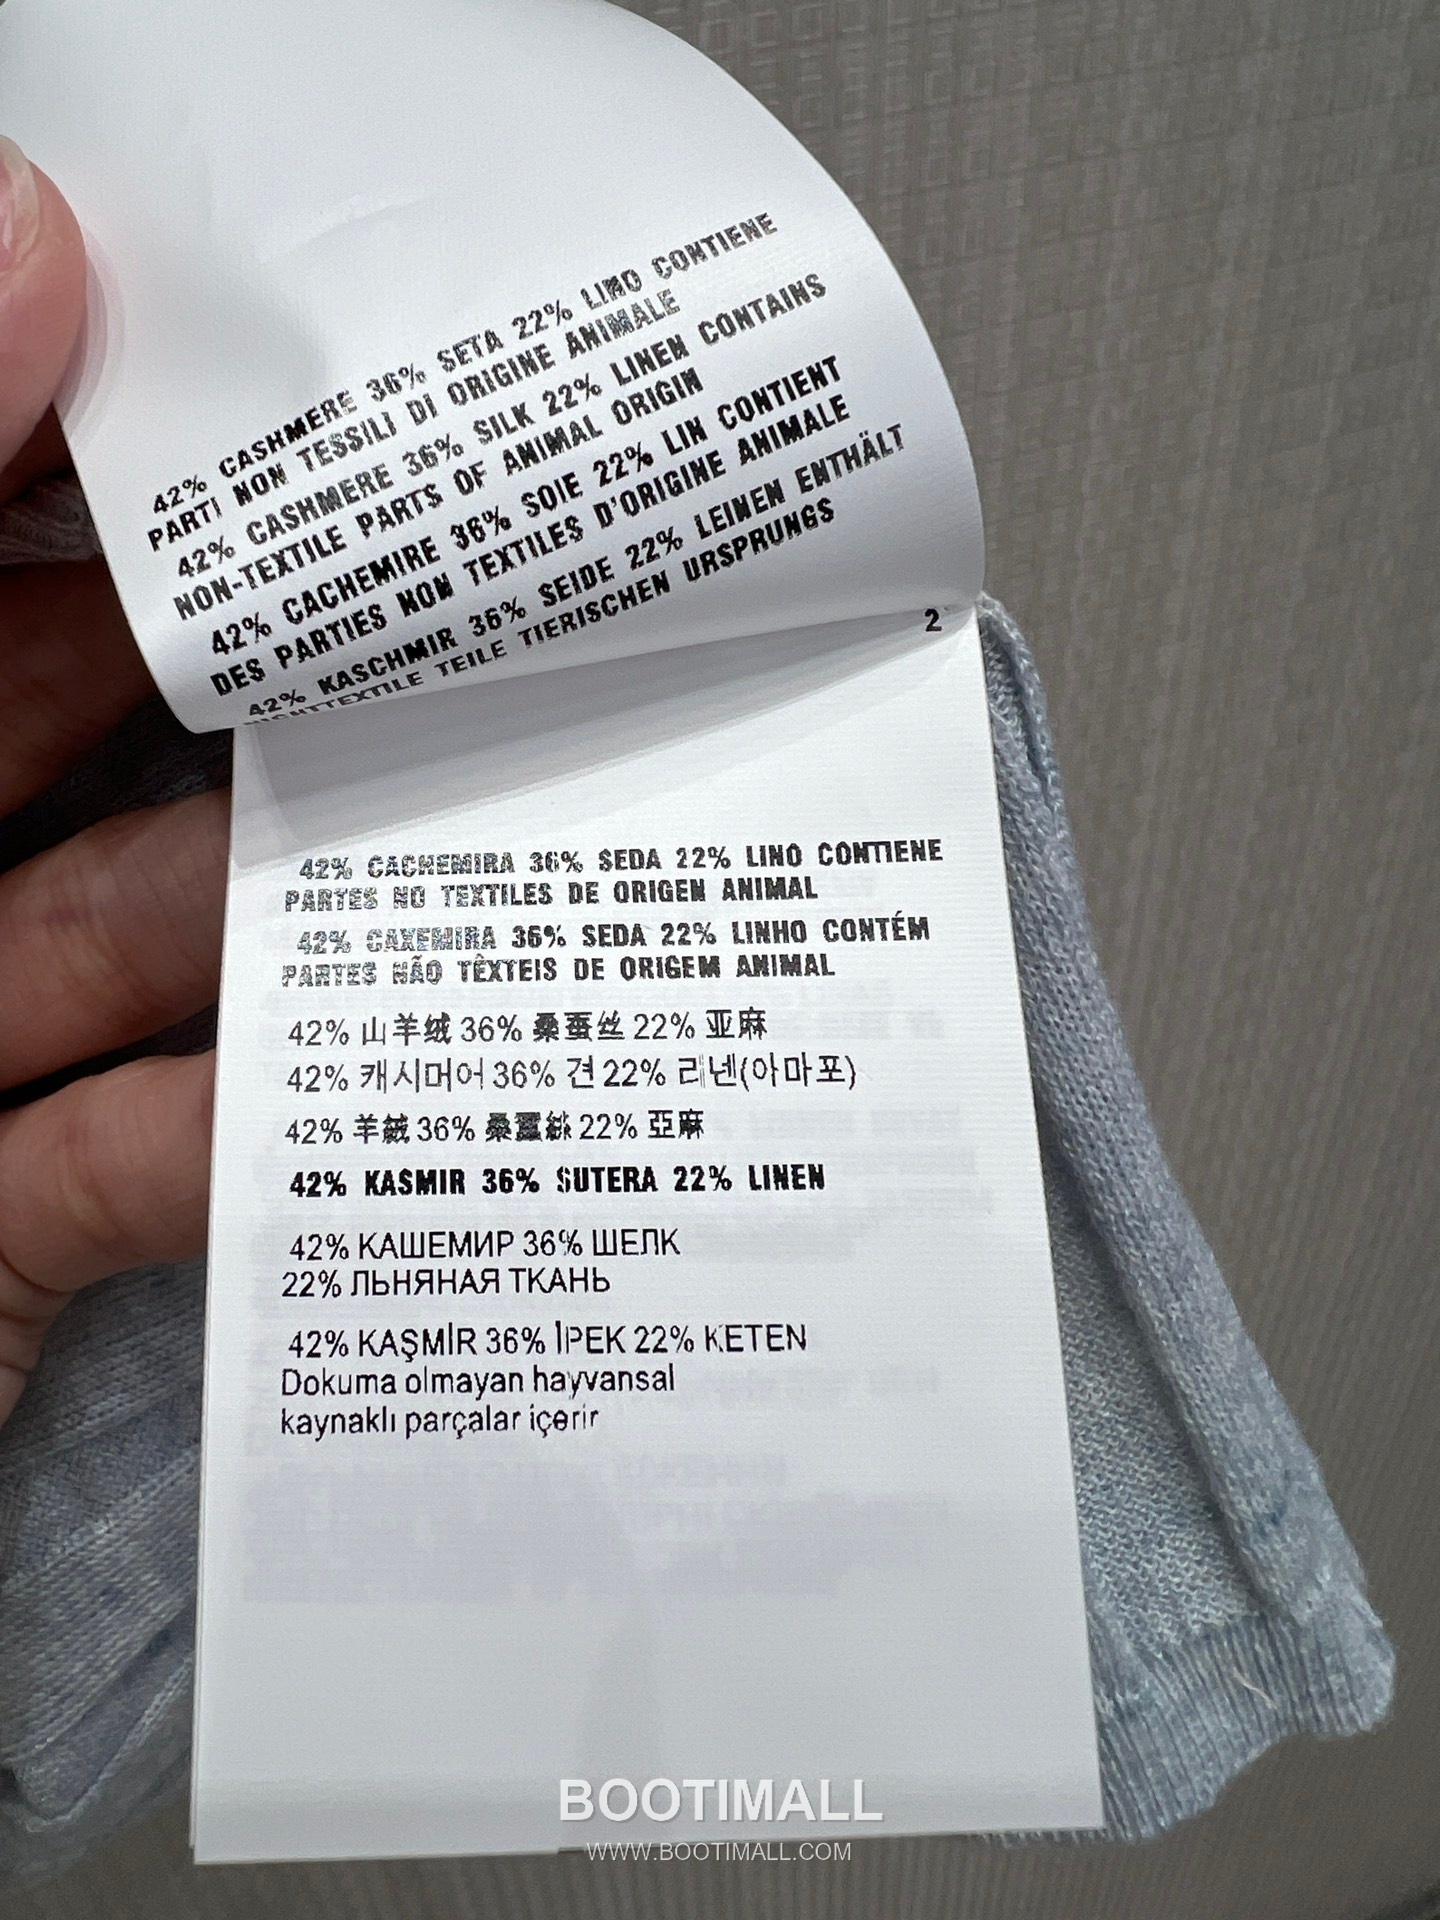 42% CASHMERE 36% SETA 22% LINO CONTIENE
PARTI NON TESSILI DI ORIGINE ANIMALE
42% CASHMERE 36% SILK 22% LINEN CONTAINS
NON-TEXTILE PARTS OF ANIMAL ORIGIN
42% CACHEMIRE 36% SOIE 22% LIN CONTIENT
DES PARTIES NON TEXTILES D'ORIGINE ANIMALE
42% KASCHMIR 36% SEIDE 22% LEINEN ENTHÄLT
NICHTTEXTILE TEILE TIERISCHEN URSPRUNGS
2
42% CACHEMIRA 36% SEDA 22% LINO CONTIENE
PARTES NO TEXTILES DE ORIGEN ANIMAL
42% CAXEMIRA 36% SEDA 22% LINHO CONTÉM
PARTES NÃO TÊXTEIS DE ORIGEM ANIMAL
42% 山羊绒 36% 桑蚕丝 22% 亚麻
42% 캐시머어 36% 견 22% 리넨(아마포)
42% 羊絨 36% 桑蠶絲 22% 亞麻
42% KASMIR 36% SUTERA 22% LINEN
42% КАШЕМИР 36% ШЕЛК
22% ЛЬНЯНАЯ ТКАНЬ
42% KAŞMİR 36% İPEK 22% KETEN
Dokuma olmayan hayvansal
kaynaklı parçalar içerir
BOOTIMALL
WWW.BOOTIMALL.COM